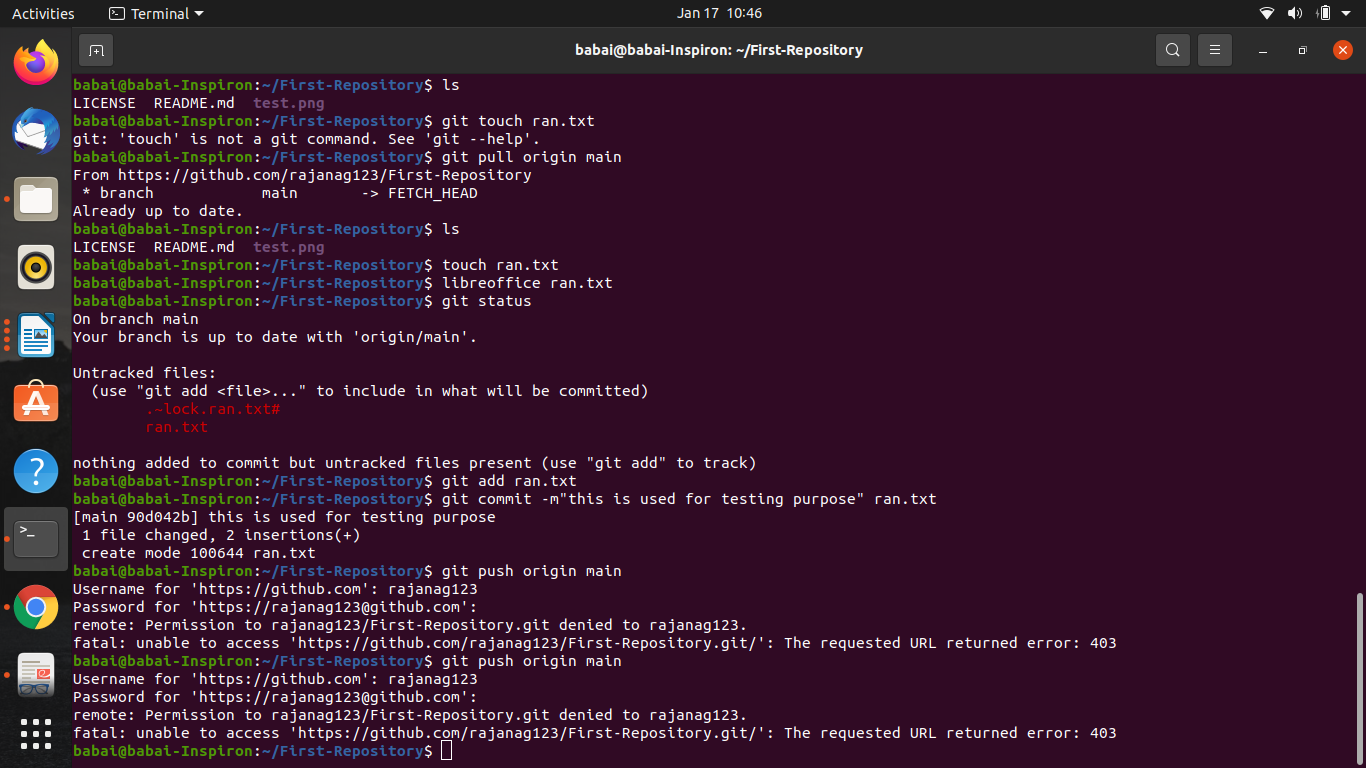 Activities
Terminal
Jan 17 10:46
babai@babai-Inspiron: ~/First-Repository
babai@babai-Inspiron:~/First-Repository$ ls
LICENSE  README.md  test.png
babai@babai-Inspiron:~/First-Repository$ git touch ran.txt
git: 'touch' is not a git command. See 'git --help'.
babai@babai-Inspiron:~/First-Repository$ git pull origin main
From https://github.com/rajanag123/First-Repository
 * branch            main       -> FETCH_HEAD
Already up to date.
babai@babai-Inspiron:~/First-Repository$ ls
LICENSE  README.md  test.png
babai@babai-Inspiron:~/First-Repository$ touch ran.txt
babai@babai-Inspiron:~/First-Repository$ libreoffice ran.txt
babai@babai-Inspiron:~/First-Repository$ git status
On branch main
Your branch is up to date with 'origin/main'.

Untracked files:
  (use "git add <file>..." to include in what will be committed)
        .~lock.ran.txt#
        ran.txt

nothing added to commit but untracked files present (use "git add" to track)
babai@babai-Inspiron:~/First-Repository$ git add ran.txt
babai@babai-Inspiron:~/First-Repository$ git commit -m"this is used for testing purpose" ran.txt
[main 90d042b] this is used for testing purpose
 1 file changed, 2 insertions(+)
 create mode 100644 ran.txt
babai@babai-Inspiron:~/First-Repository$ git push origin main
Username for 'https://github.com': rajanag123
Password for 'https://rajanag123@github.com':
remote: Permission to rajanag123/First-Repository.git denied to rajanag123.
fatal: unable to access 'https://github.com/rajanag123/First-Repository.git/': The requested URL returned error: 403
babai@babai-Inspiron:~/First-Repository$ git push origin main
Username for 'https://github.com': rajanag123
Password for 'https://rajanag123@github.com':
remote: Permission to rajanag123/First-Repository.git denied to rajanag123.
fatal: unable to access 'https://github.com/rajanag123/First-Repository.git/': The requested URL returned error: 403
babai@babai-Inspiron:~/First-Repository$